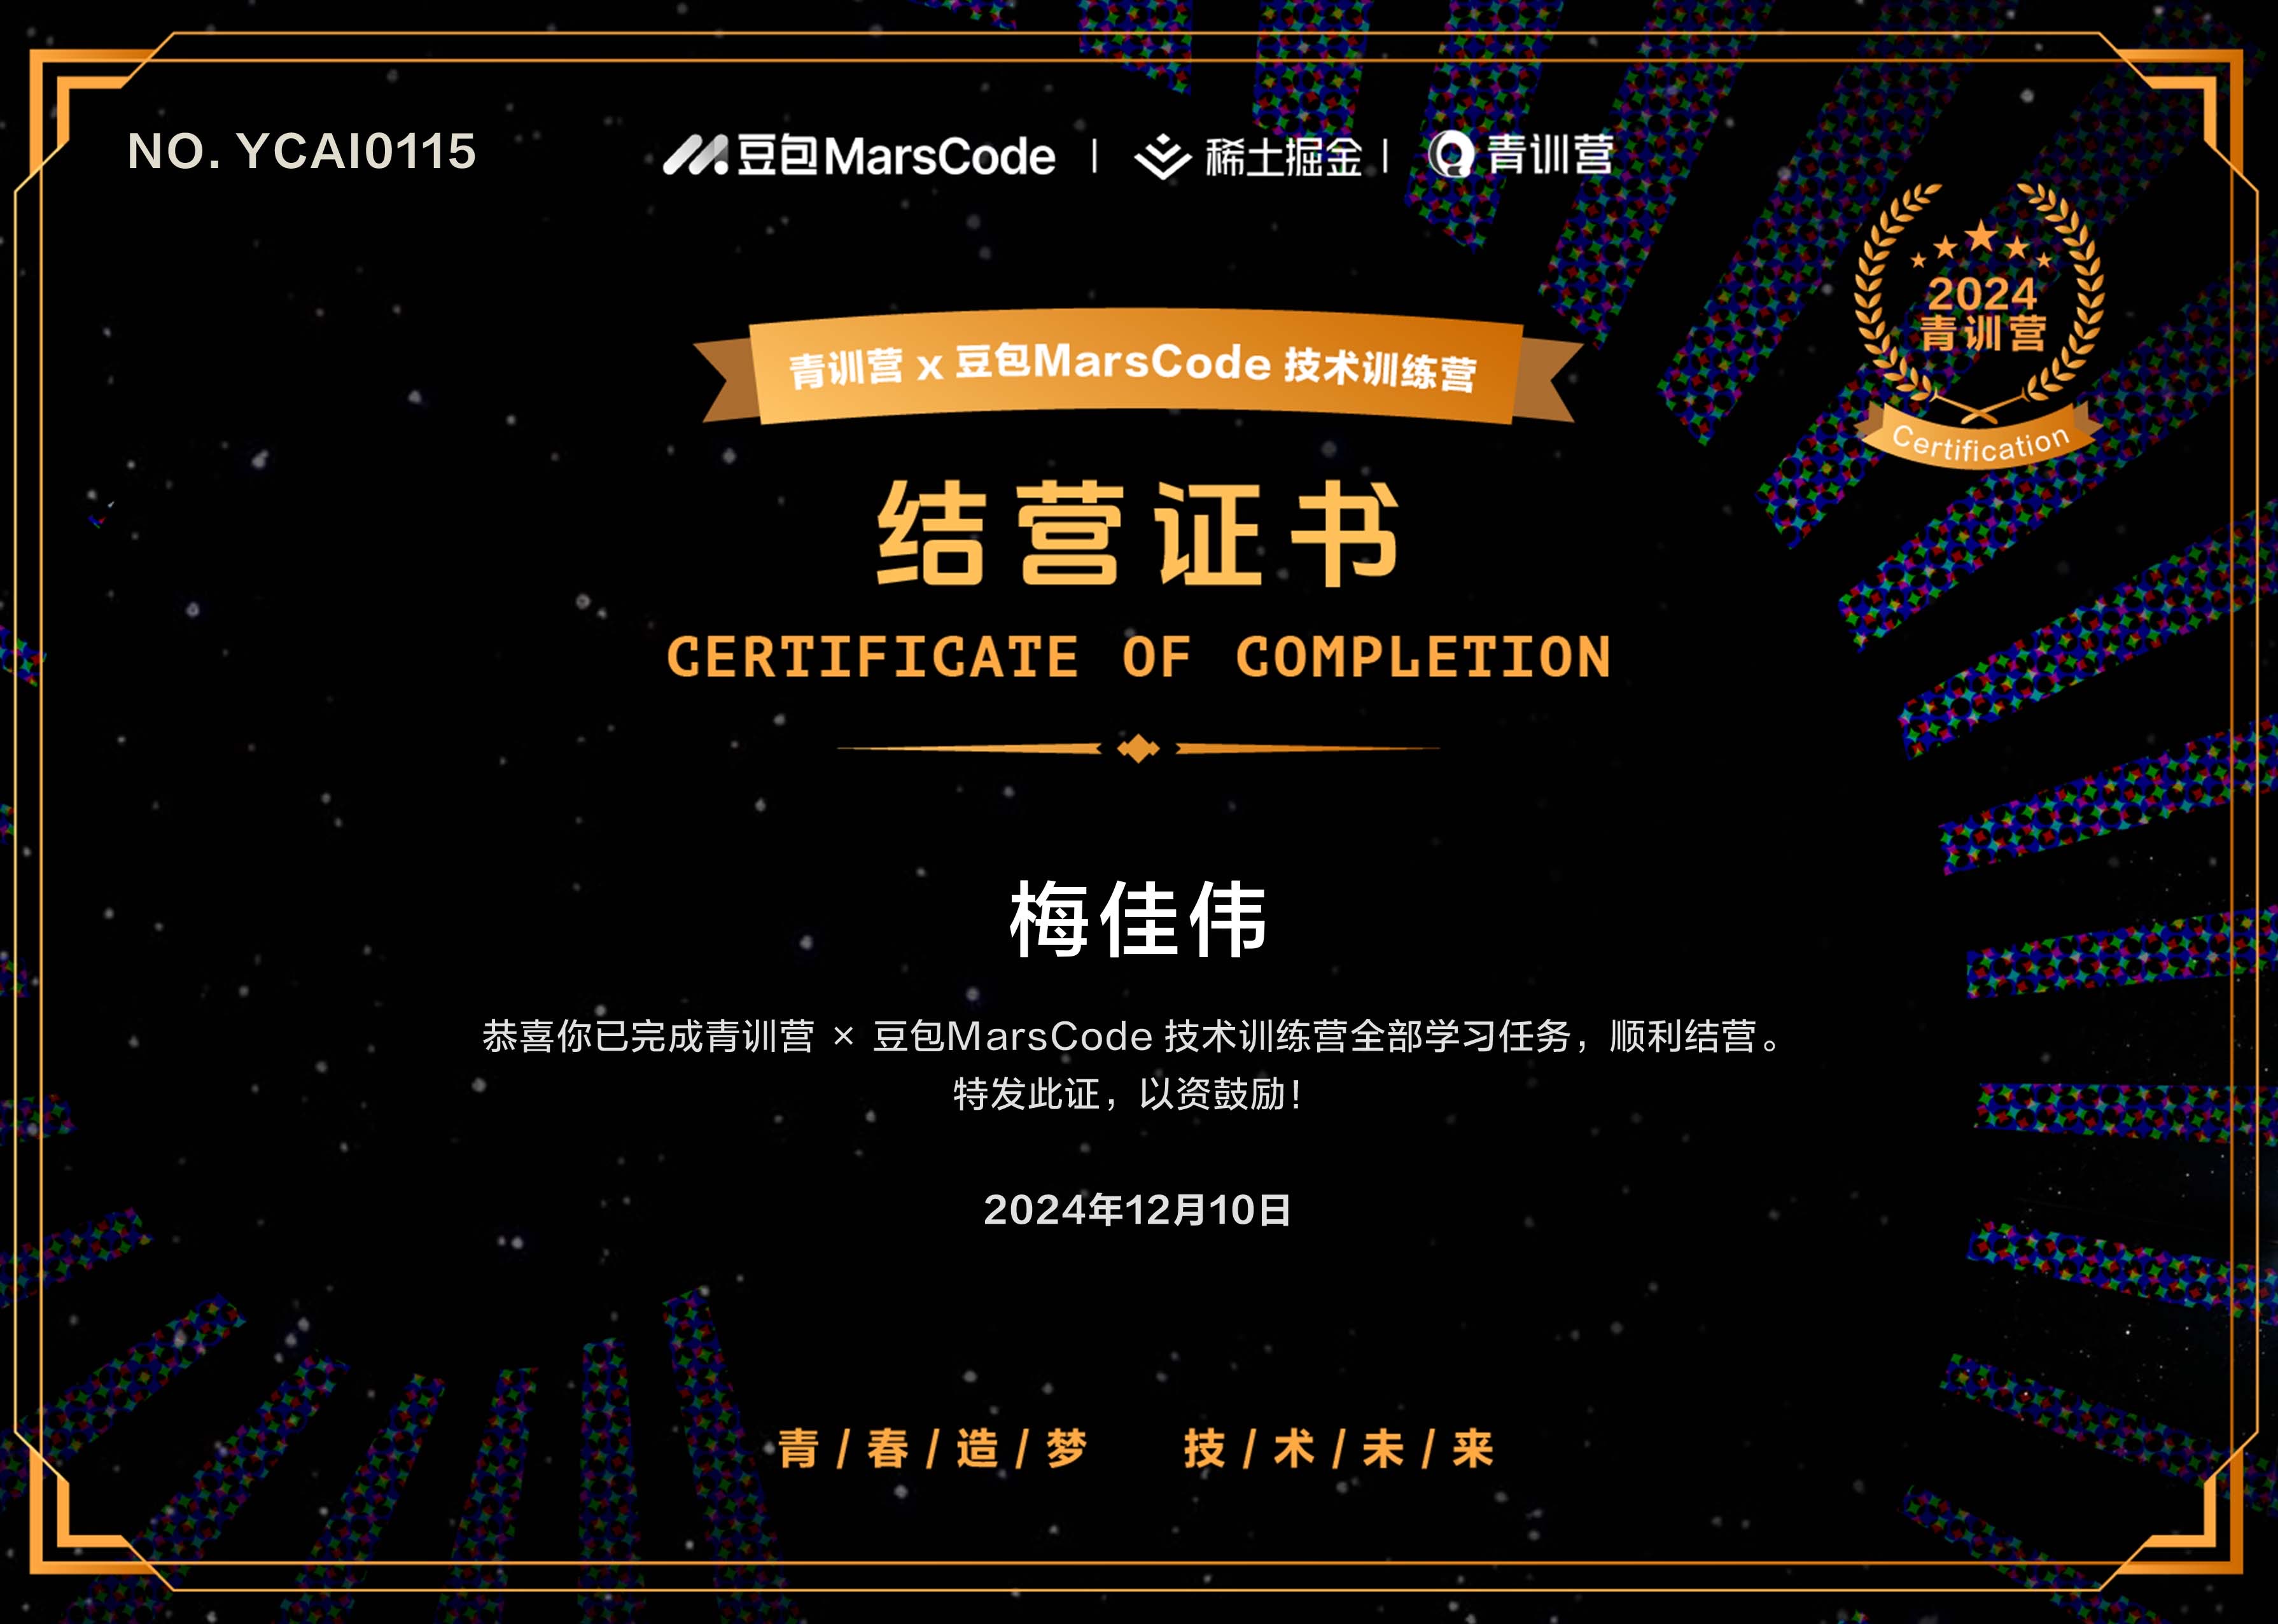 NO. YCAI0115
豆包MarsCode | 稀土掘金 | 青训营
2024
青训营
Certification
青训营 x 豆包MarsCode 技术训练营
结营证书
CERTIFICATE OF COMPLETION
梅佳伟
恭喜你已完成青训营 × 豆包MarsCode 技术训练营全部学习任务，顺利结营。
特发此证，以资鼓励！
2024年12月10日
青/春/造/梦 技/术/未/来